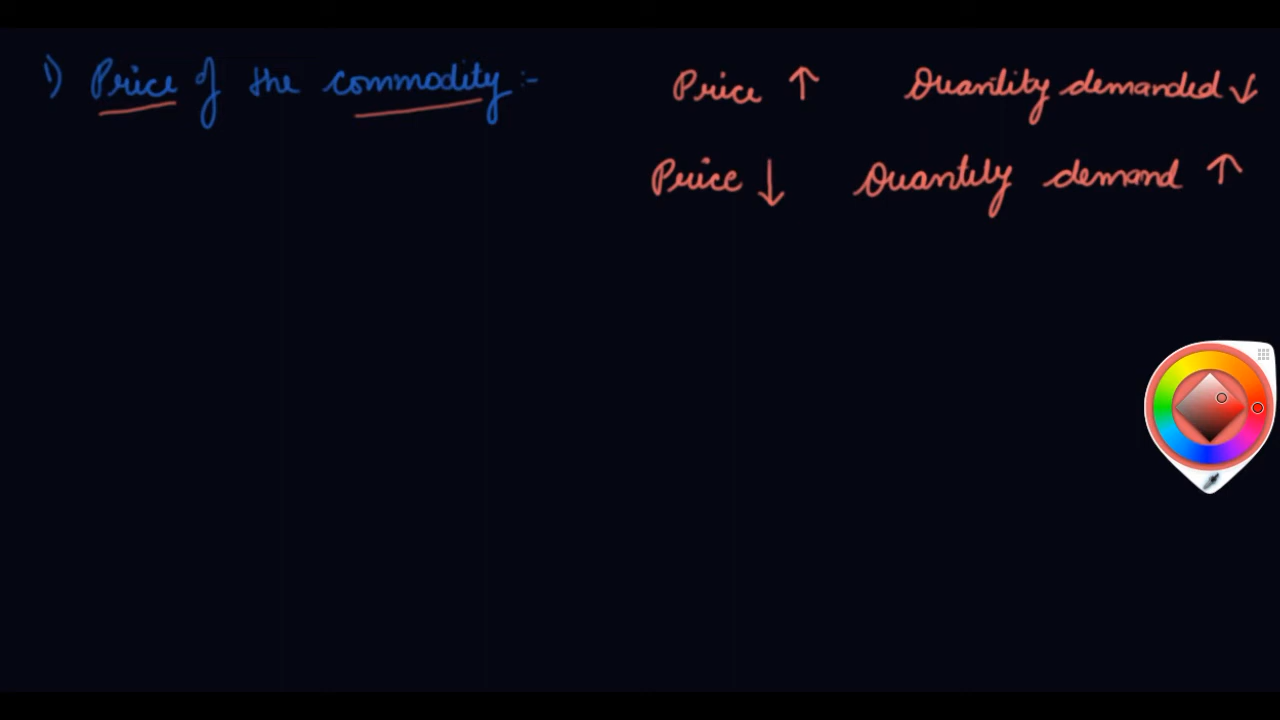 1) Price of the commodity :-
Price ↑ Quantity demanded ↓
Price ↓ Quantity demand ↑